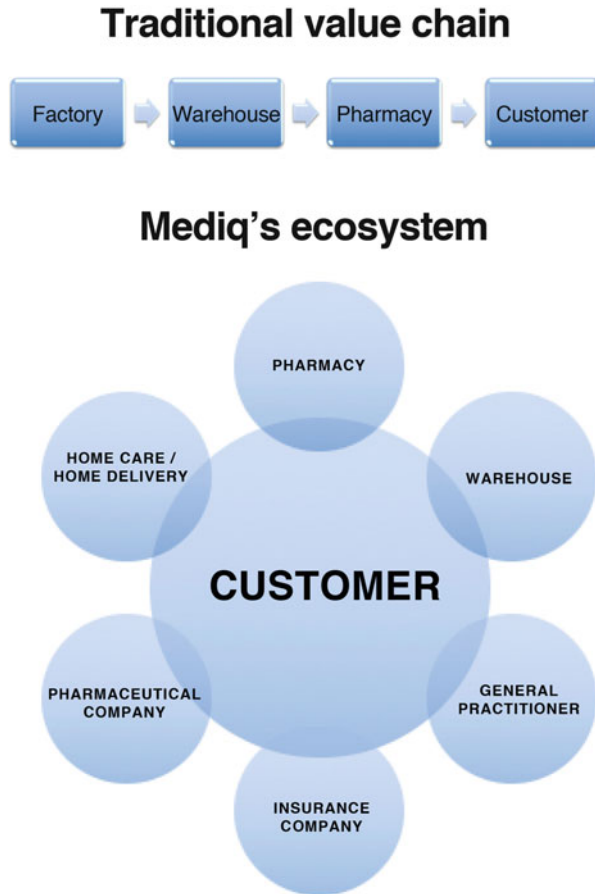 Traditional value chain
Factory
Warehouse
Pharmacy
Customer
Mediq's ecosystem
PHARMACY
HOME CARE /
HOME DELIVERY
WAREHOUSE
CUSTOMER
PHARMACEUTICAL
COMPANY
GENERAL
PRACTITIONER
INSURANCE
COMPANY